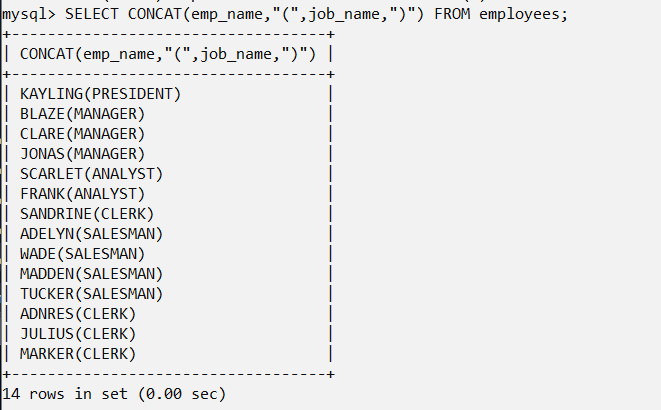 mysql> SELECT CONCAT(emp_name,"(",job_name,")") FROM employees;
+-----------------------------------+
| CONCAT(emp_name,"(",job_name,")") |
+-----------------------------------+
| KAYLING(PRESIDENT)                |
| BLAZE(MANAGER)                    |
| CLARE(MANAGER)                    |
| JONAS(MANAGER)                    |
| SCARLET(ANALYST)                  |
| FRANK(ANALYST)                    |
| SANDRINE(CLERK)                   |
| ADELYN(SALESMAN)                  |
| WADE(SALESMAN)                    |
| MADDEN(SALESMAN)                  |
| TUCKER(SALESMAN)                  |
| ADNRES(CLERK)                     |
| JULIUS(CLERK)                     |
| MARKER(CLERK)                     |
+-----------------------------------+
14 rows in set (0.00 sec)